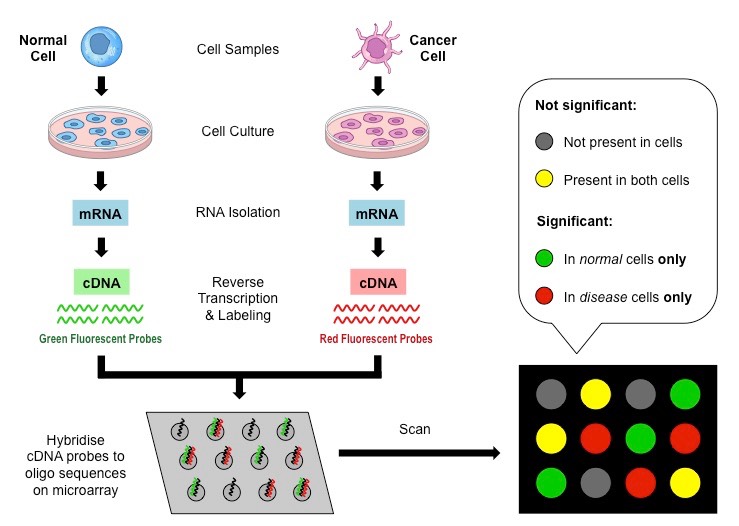 Normal
Cell
Cell Samples
Cancer
Cell
Cell Culture
mRNA
RNA Isolation
mRNA
cDNA
Reverse
Transcription
& Labeling
cDNA
Green Fluorescent Probes
Red Fluorescent Probes
Hybridise
cDNA probes to
oligo sequences
on microarray
Scan
Not significant:
Not present in cells
Present in both cells
Significant:
In normal cells only
In disease cells only